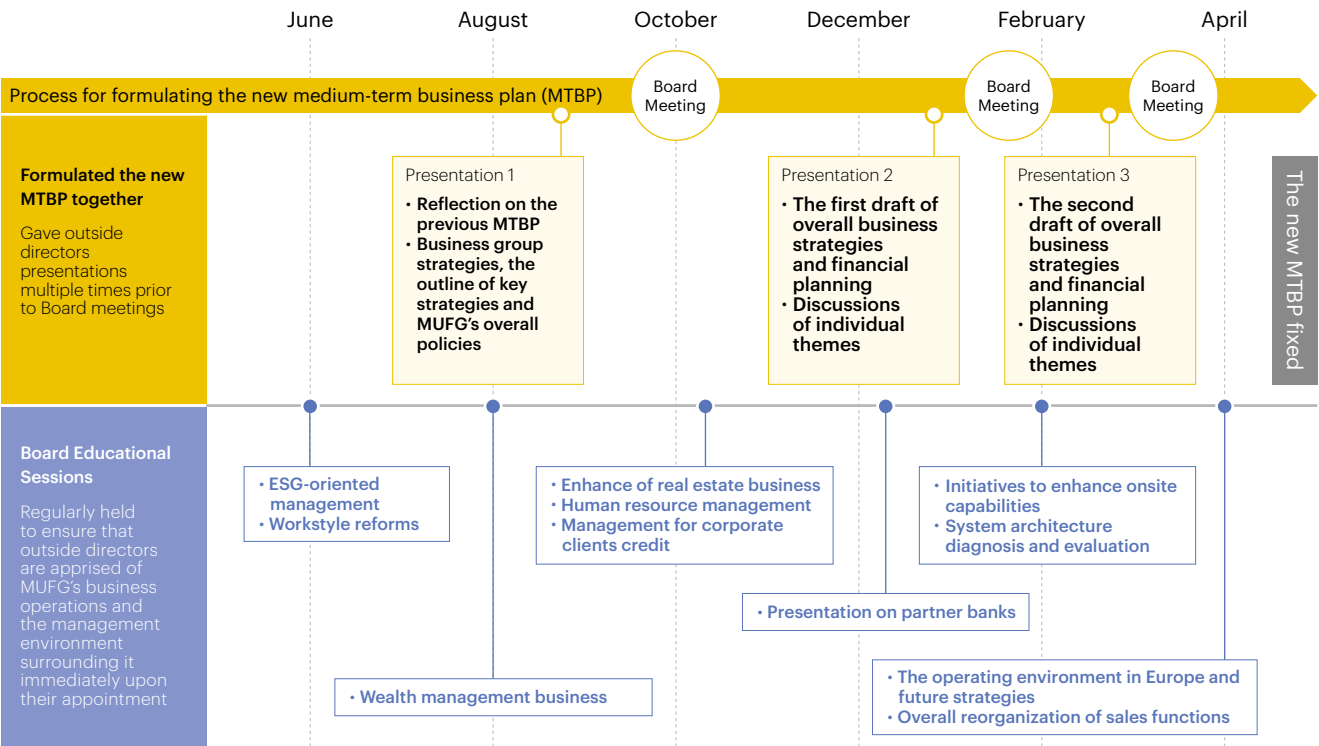 June
August
October
December
February
April
Process for formulating the new medium-term business plan (MTBP)
Board
Meeting
Board
Meeting
Board
Meeting
Formulated the new
MTBP together
Gave outside
directors
presentations
multiple times prior
to Board meetings
Presentation 1
• Reflection on the
previous MTBP
• Business group
strategies, the
outline of key
strategies and
MUFG’s overall
policies
Presentation 2
• The first draft of
overall business
strategies
and financial
planning
• Discussions
of individual
themes
Presentation 3
• The second
draft of overall
business
strategies
and financial
planning
• Discussions
of individual
themes
The new MTBP fixed
Board Educational
Sessions
Regularly held
to ensure that
outside directors
are apprised of
MUFG’s business
operations and
the management
environment
surrounding it
immediately upon
their appointment
• ESG-oriented
management
• Workstyle reforms
• Wealth management business
• Enhance of real estate business
• Human resource management
• Management for corporate
clients credit
• Presentation on partner banks
• Initiatives to enhance onsite
capabilities
• System architecture
diagnosis and evaluation
• The operating environment in Europe and
future strategies
• Overall reorganization of sales functions